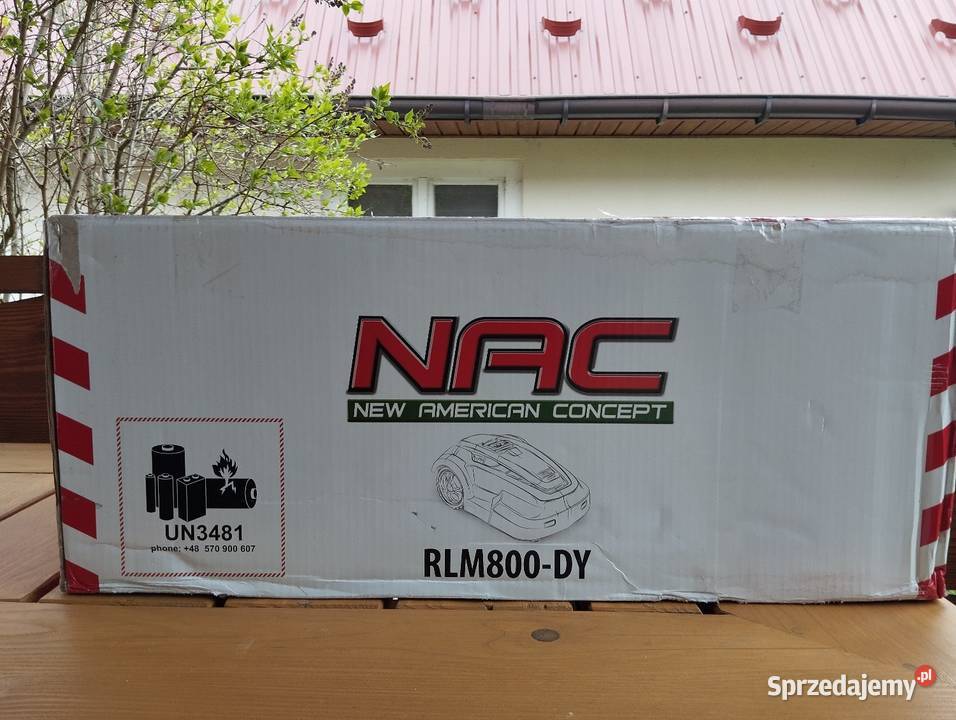 NAC
NEW AMERICAN CONCEPT
UN3481
phone: +48 570 900 607
RLM800-DY
Sprzedajemy.pl